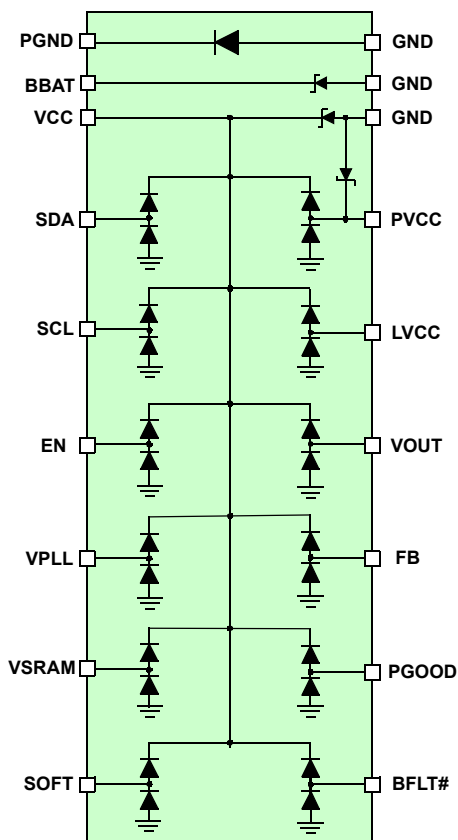 PGND GND
BBAT GND
VCC GND
SDA PVCC
SCL LVCC
EN VOUT
VPLL FB
VSRAM PGOOD
SOFT BFLT#